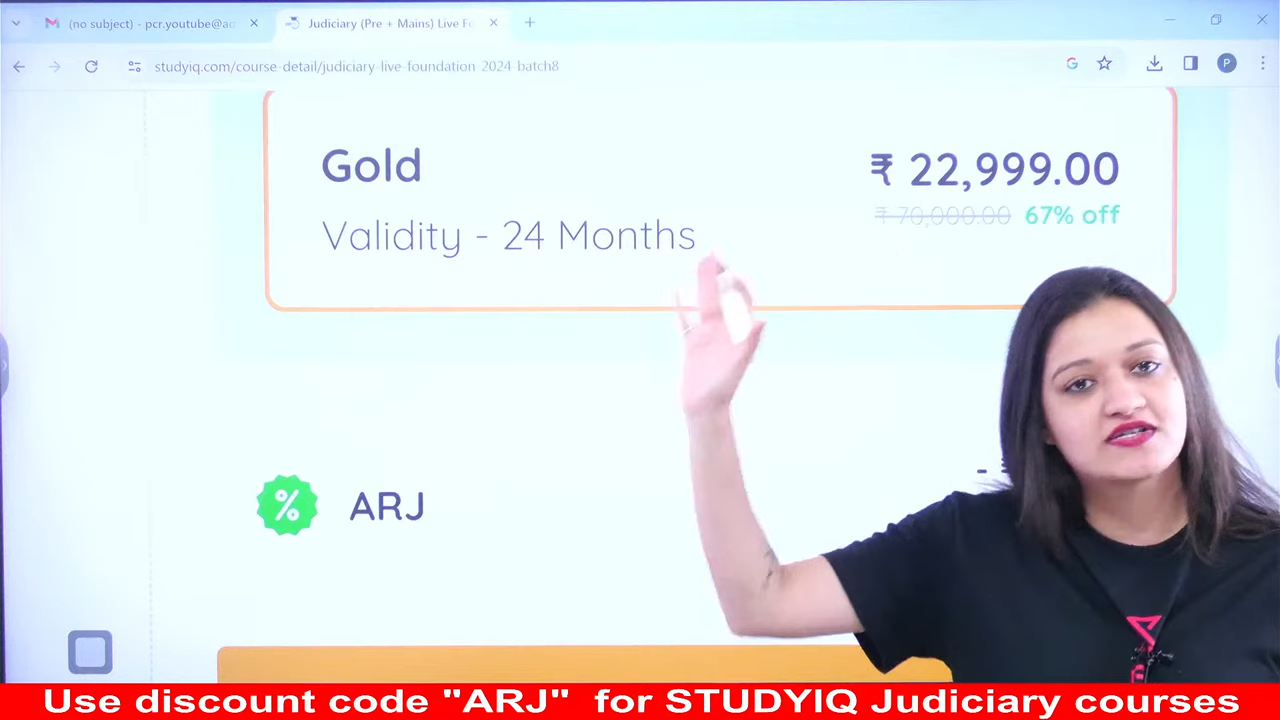 (no subject) - pcr.youtube@ad
Judiciary (Pre + Mains) Live Fo
studyiq.com/course-detail/judiciary-live-foundation-2024-batch8
P
Gold
₹ 22,999.00
₹ 70,000.00 67% off
Validity - 24 Months
% ARJ
Use discount code "ARJ" for STUDYIQ Judiciary courses